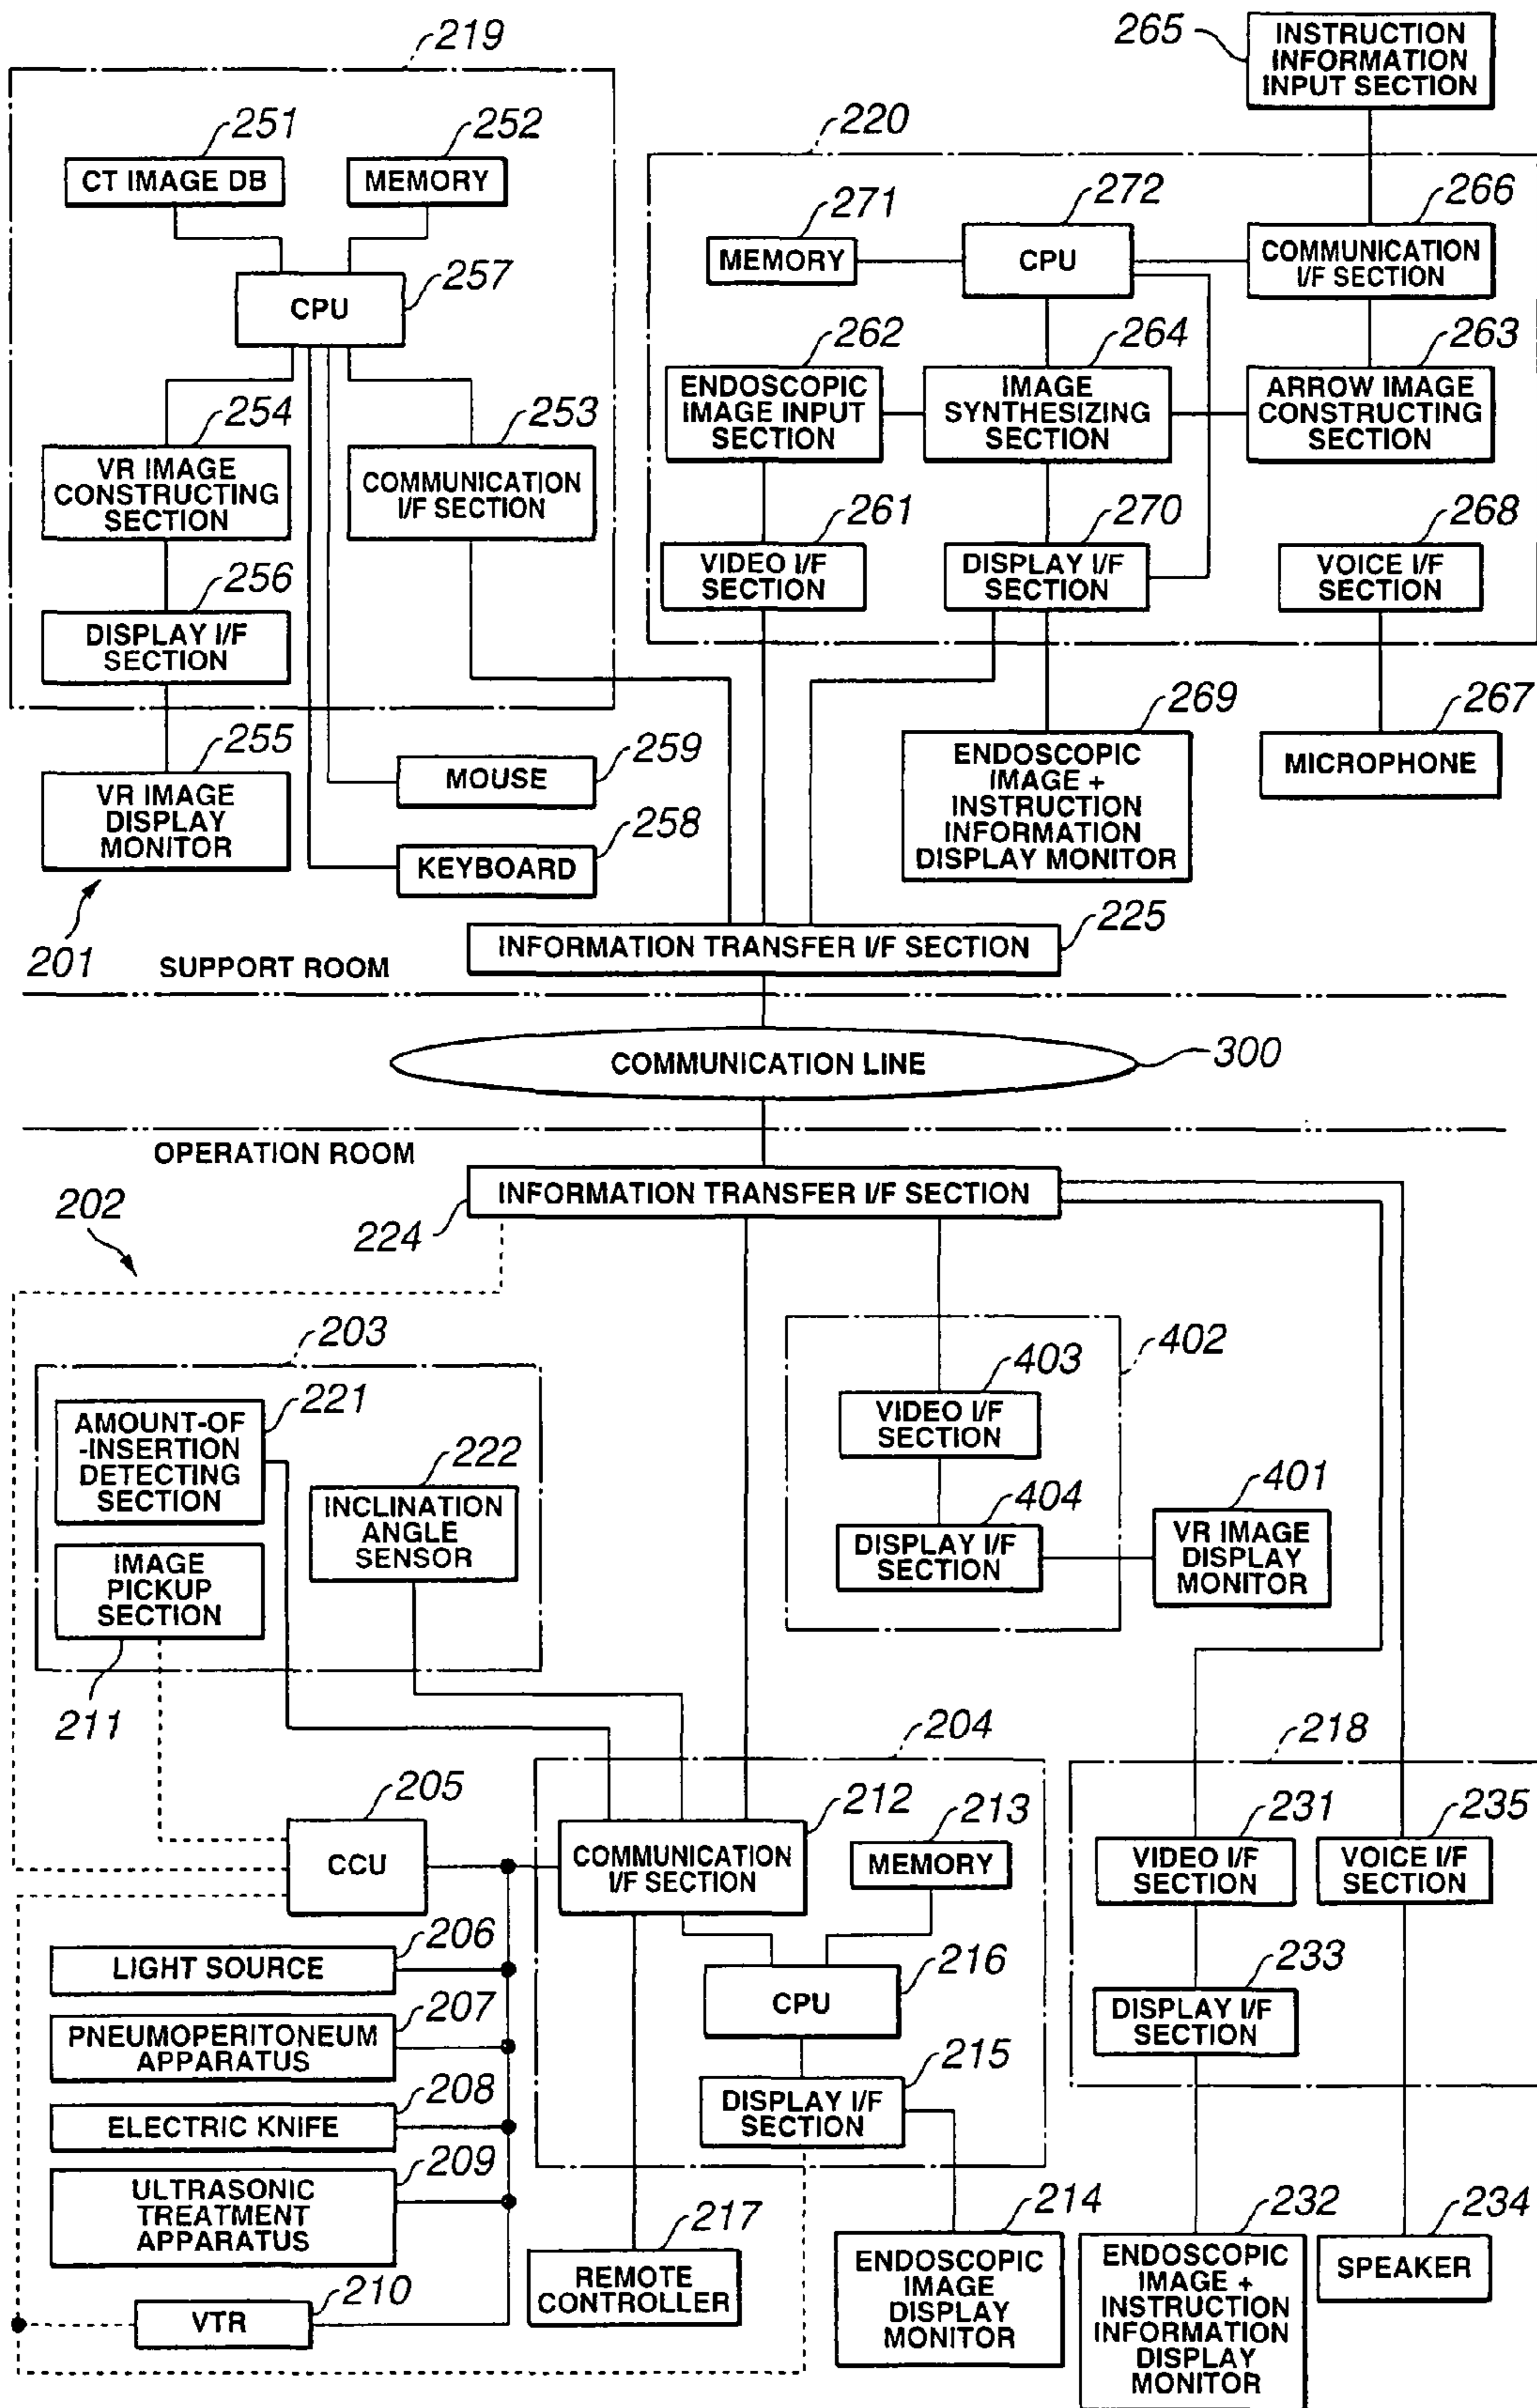 219
265
INSTRUCTION
INFORMATION
INPUT SECTION
251
252
220
CT IMAGE DB
MEMORY
271
272
266
MEMORY
CPU
COMMUNICATION
I/F SECTION
257
CPU
262
264
263
ENDOSCOPIC
IMAGE INPUT
SECTION
IMAGE
SYNTHESIZING
SECTION
ARROW IMAGE
CONSTRUCTING
SECTION
254
253
VR IMAGE
CONSTRUCTING
SECTION
COMMUNICATION
I/F SECTION
261
270
268
VIDEO I/F
SECTION
DISPLAY I/F
SECTION
VOICE I/F
SECTION
256
DISPLAY I/F
SECTION
269
267
ENDOSCOPIC
IMAGE +
INSTRUCTION
INFORMATION
DISPLAY MONITOR
MICROPHONE
255
259
VR IMAGE
DISPLAY
MONITOR
MOUSE
258
KEYBOARD
225
INFORMATION TRANSFER I/F SECTION
201
SUPPORT ROOM
COMMUNICATION LINE
300
OPERATION ROOM
INFORMATION TRANSFER I/F SECTION
202
224
203
402
221
403
AMOUNT-OF
-INSERTION
DETECTING
SECTION
VIDEO I/F
SECTION
222
INCLINATION
ANGLE
SENSOR
404
401
DISPLAY I/F
SECTION
VR IMAGE
DISPLAY
MONITOR
IMAGE
PICKUP
SECTION
211
204
218
205
212
213
231
235
CCU
COMMUNICATION
I/F SECTION
MEMORY
VIDEO I/F
SECTION
VOICE I/F
SECTION
206
LIGHT SOURCE
216
CPU
233
DISPLAY I/F
SECTION
207
PNEUMOPERITONEUM
APPARATUS
215
DISPLAY I/F
SECTION
208
ELECTRIC KNIFE
209
ULTRASONIC
TREATMENT
APPARATUS
217
214
232
234
REMOTE
CONTROLLER
ENDOSCOPIC
IMAGE
DISPLAY
MONITOR
ENDOSCOPIC
IMAGE +
INSTRUCTION
INFORMATION
DISPLAY
MONITOR
SPEAKER
210
VTR